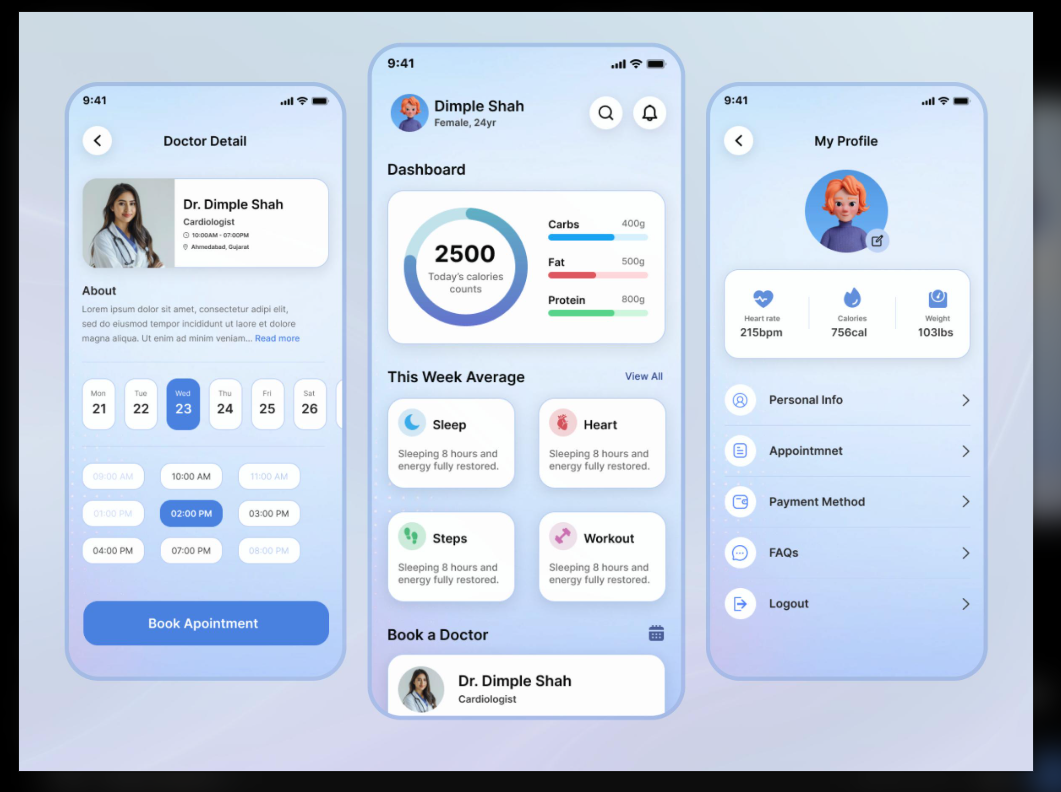 9:41
Doctor Detail
Dr. Dimple Shah
Cardiologist
10:00AM - 07:00PM
Ahmedabad, Gujarat
About
Lorem ipsum dolor sit amet, consectetur adipi elit,
sed do eiusmod tempor incididunt ut laore et dolore
magna aliqua. Ut enim ad minim veniam... Read more
Mon Tue Wed Thu Fri Sat
21 22 23 24 25 26
09:00 AM 10:00 AM 11:00 AM
01:00 PM 02:00 PM 03:00 PM
04:00 PM 07:00 PM 08:00 PM
Book Apointment
9:41
Dimple Shah
Female, 24yr
Dashboard
2500
Today's calories
counts
Carbs 400g
Fat 500g
Protein 800g
This Week Average View All
Sleep
Sleeping 8 hours and
energy fully restored.
Heart
Sleeping 8 hours and
energy fully restored.
Steps
Sleeping 8 hours and
energy fully restored.
Workout
Sleeping 8 hours and
energy fully restored.
Book a Doctor
Dr. Dimple Shah
Cardiologist
9:41
My Profile
Heart rate Calories Weight
215bpm 756cal 103lbs
Personal Info
Appointmnet
Payment Method
FAQs
Logout